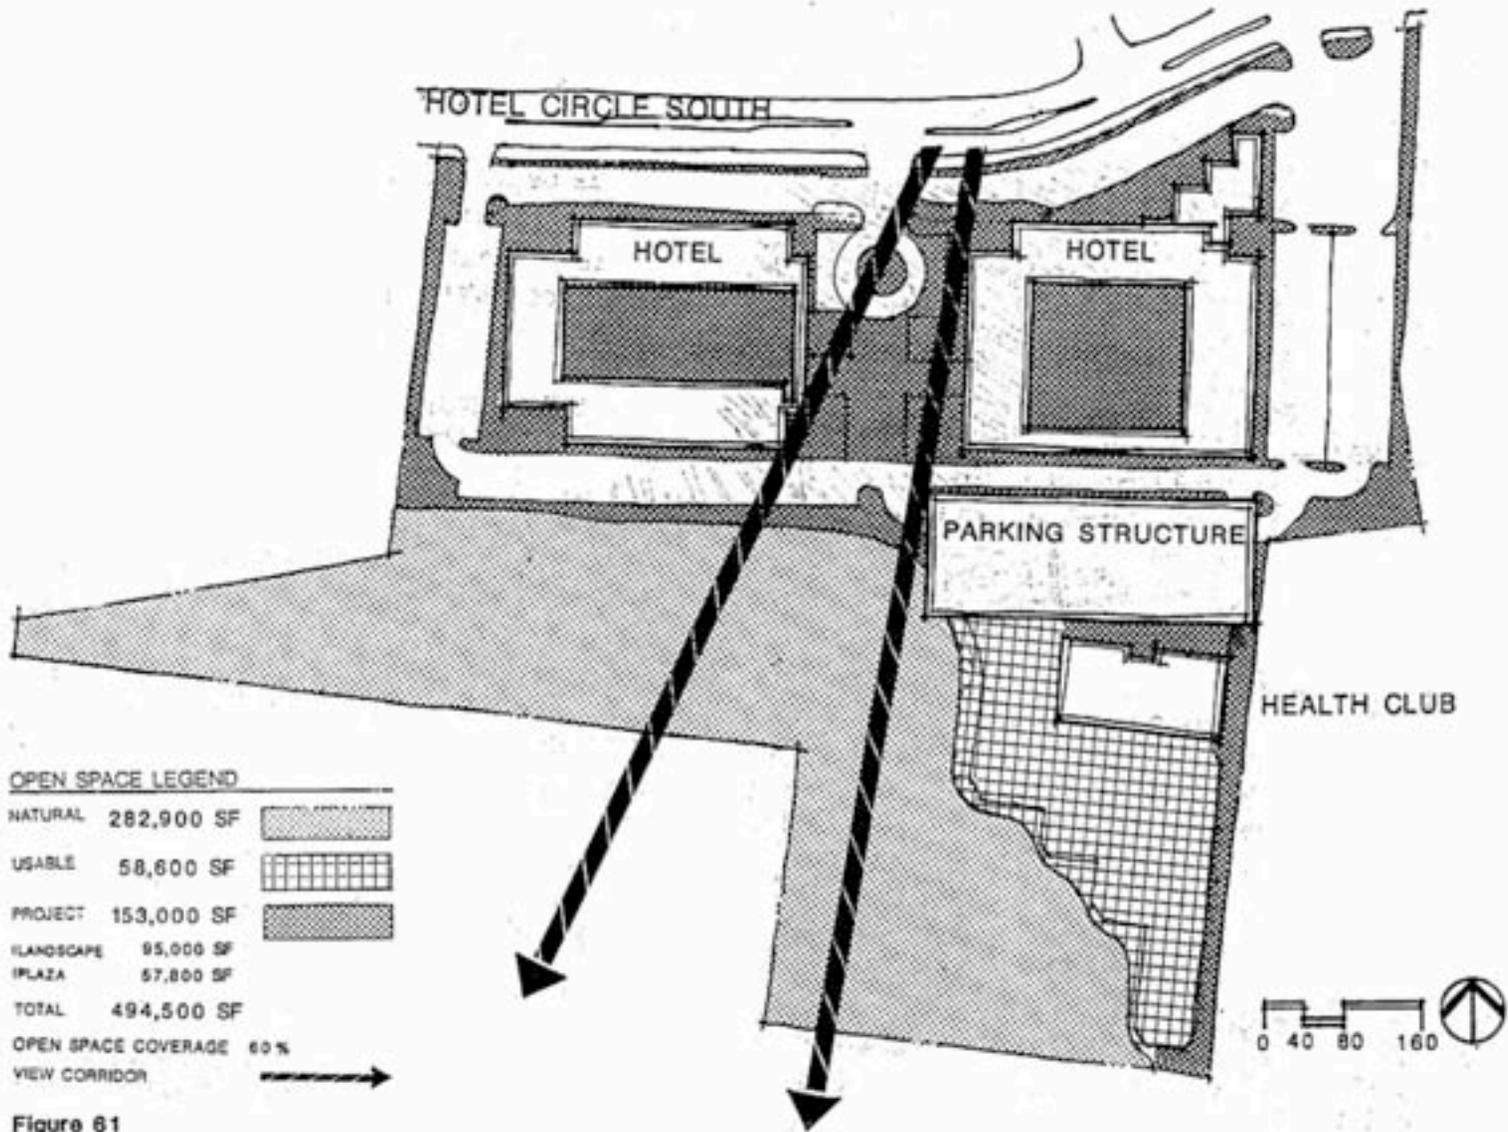 HOTEL CIRCLE SOUTH
HOTEL
HOTEL
PARKING STRUCTURE
HEALTH CLUB
OPEN SPACE LEGEND
NATURAL 282,900 SF
USABLE 58,600 SF
PROJECT 153,000 SF
(LANDSCAPE 95,000 SF
(PLAZA 57,800 SF
TOTAL 494,500 SF
OPEN SPACE COVERAGE 60 %
VIEW CORRIDOR
0 40 80 160
Figure 61